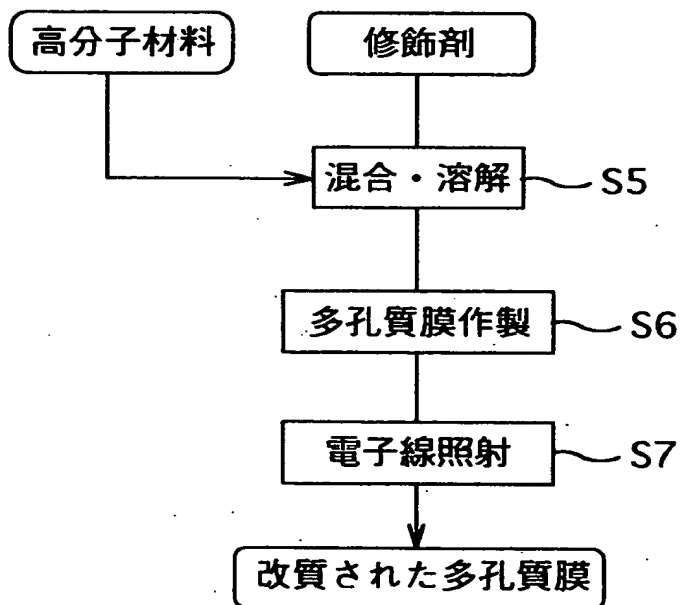 高分子材料
修飾剤
混合・溶解
S5
多孔質膜作製
S6
電子線照射
S7
改質された多孔質膜